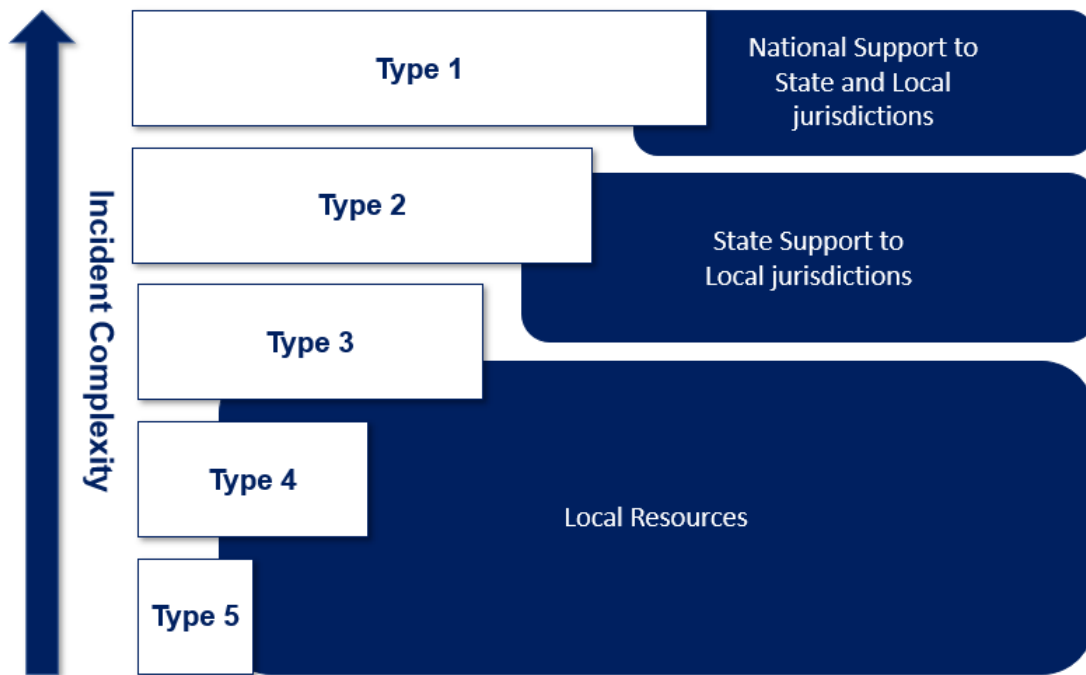 Incident Complexity
Type 1
National Support to
State and Local
jurisdictions
Type 2
State Support to
Local jurisdictions
Type 3
Type 4
Local Resources
Type 5